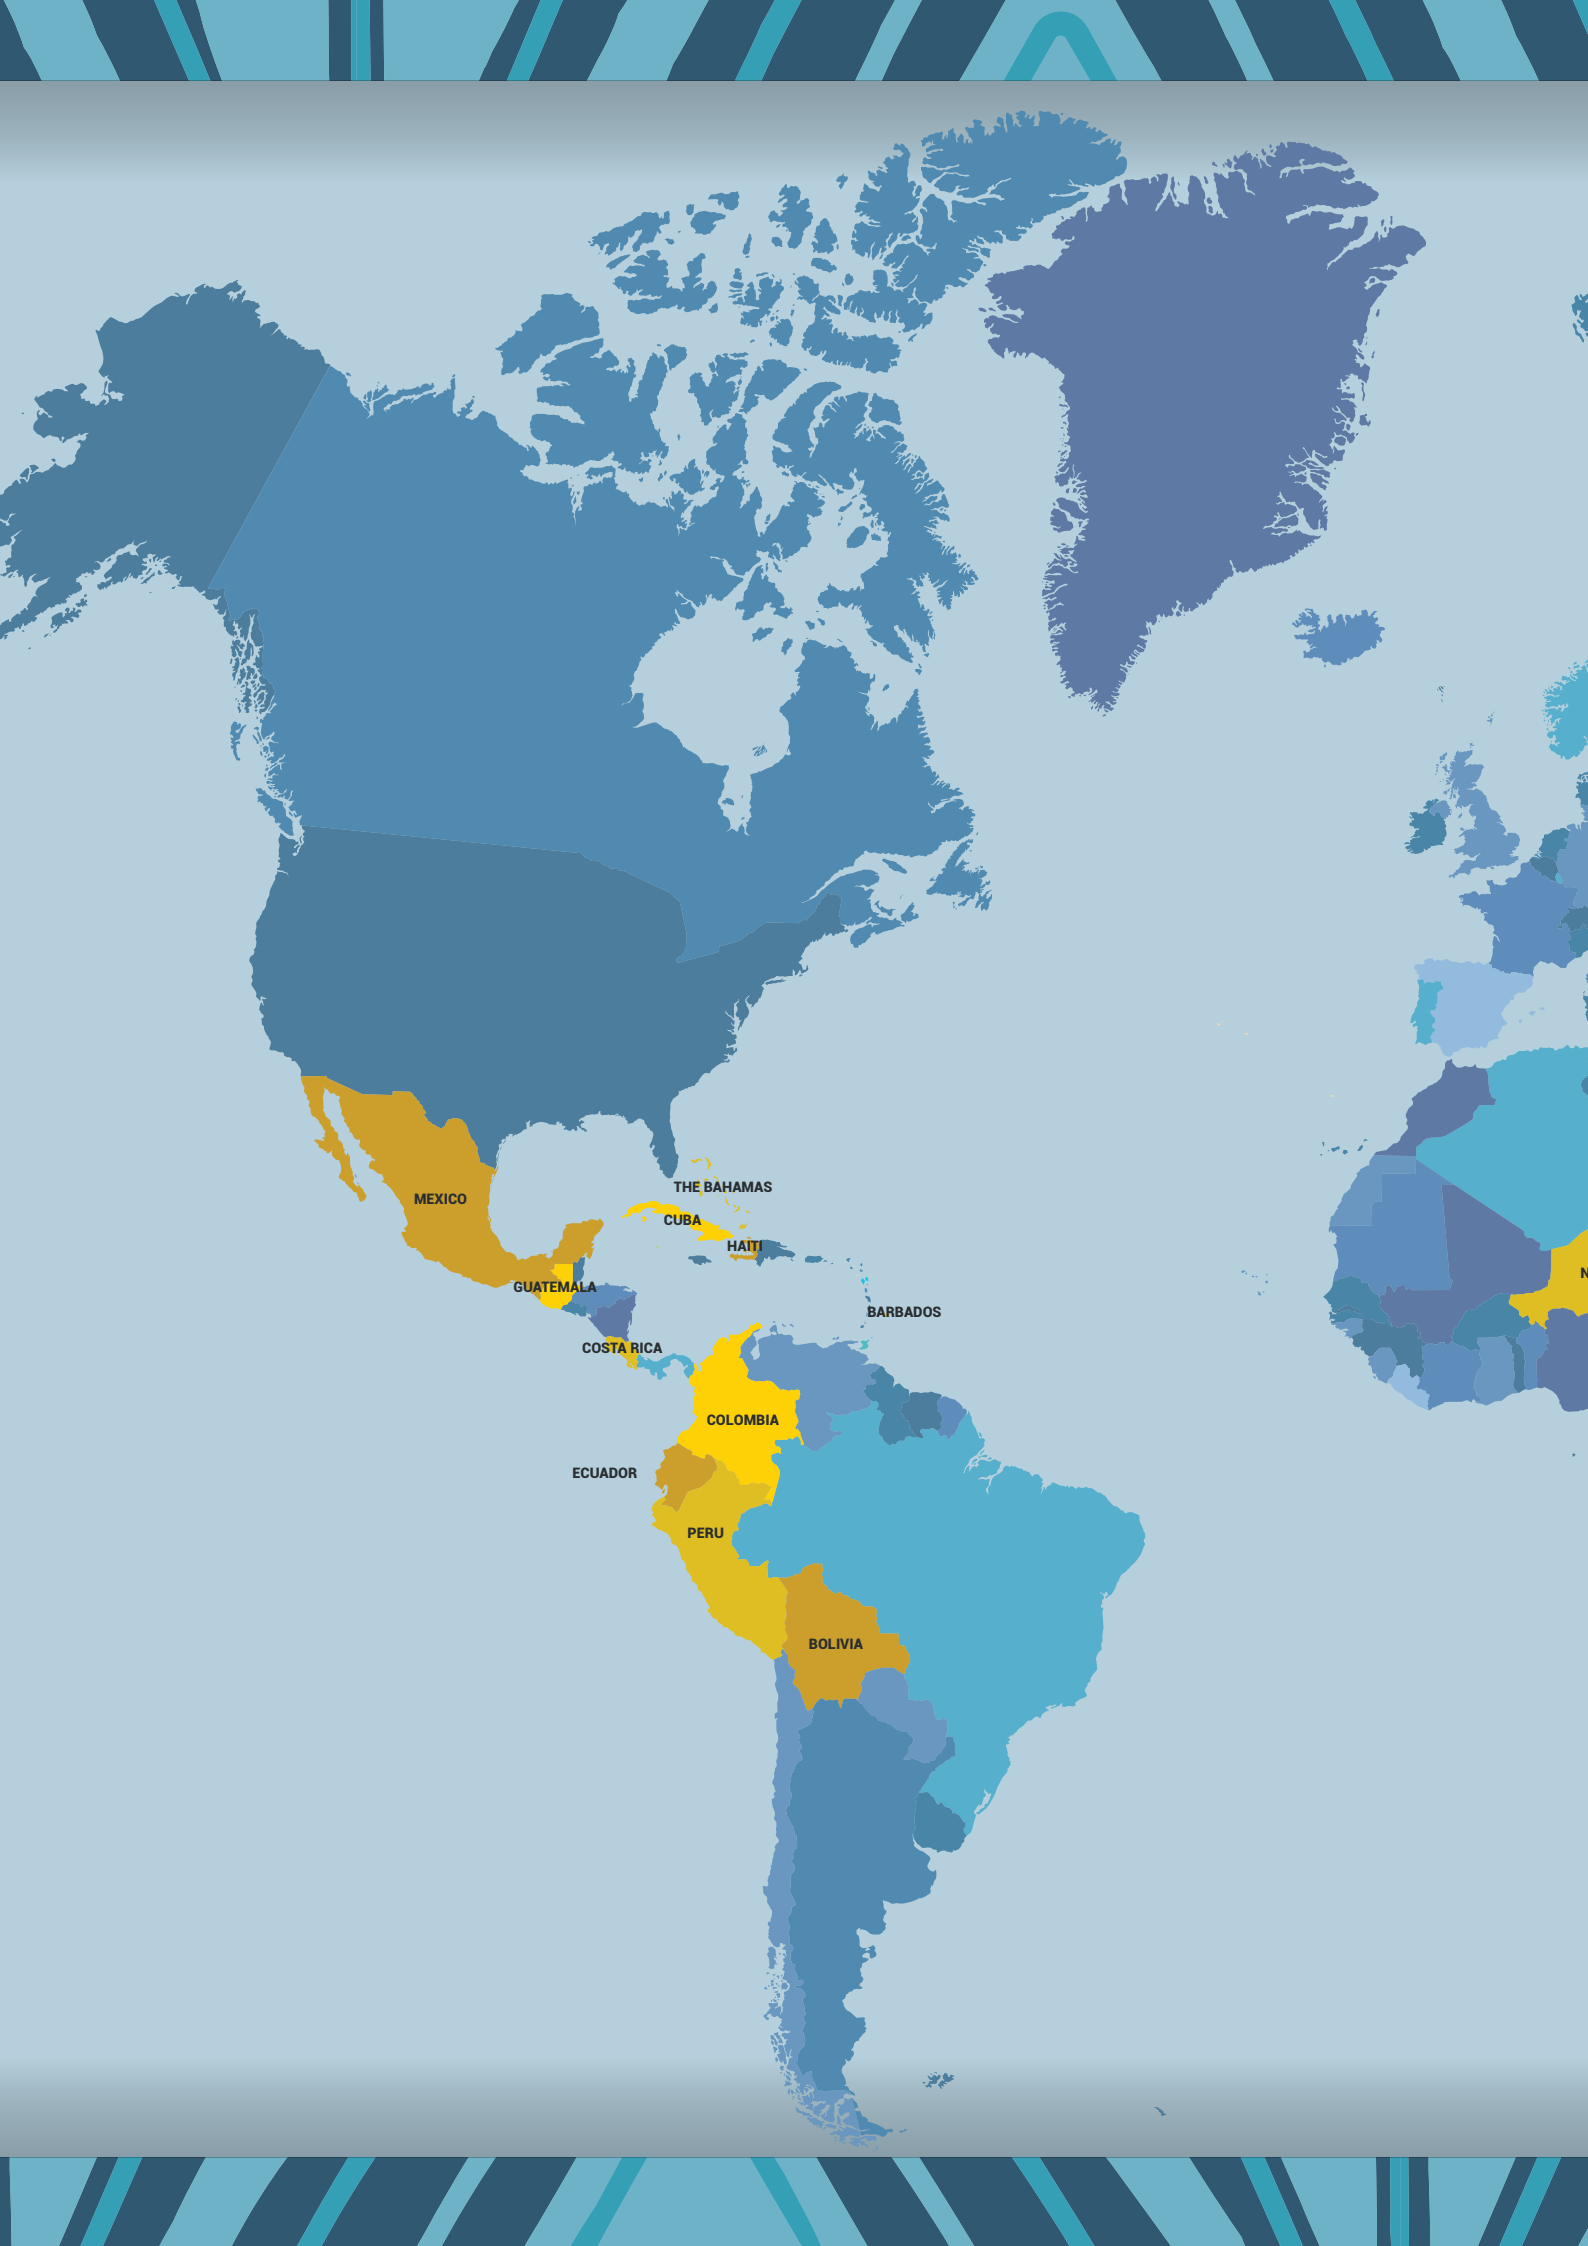 THE BAHAMAS
MEXICO
CUBA
HAITI
N
GUATEMALA
BARBADOS
COSTA RICA
COLOMBIA
ECUADOR
PERU
BOLIVIA